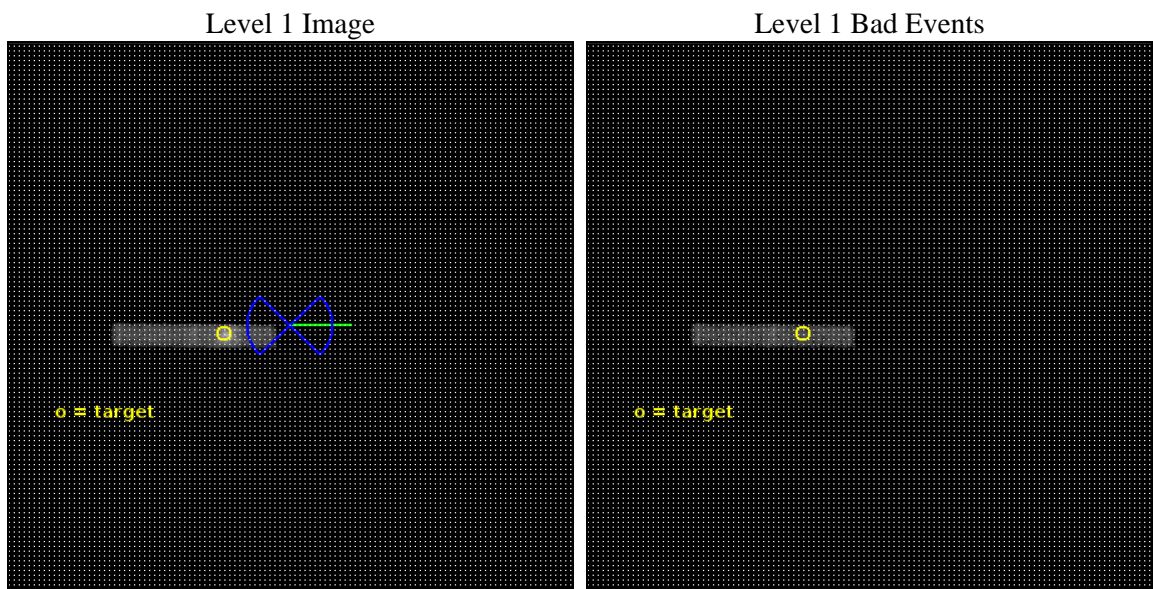 Level 1 Image
Level 1 Bad Events
o = target
o = target